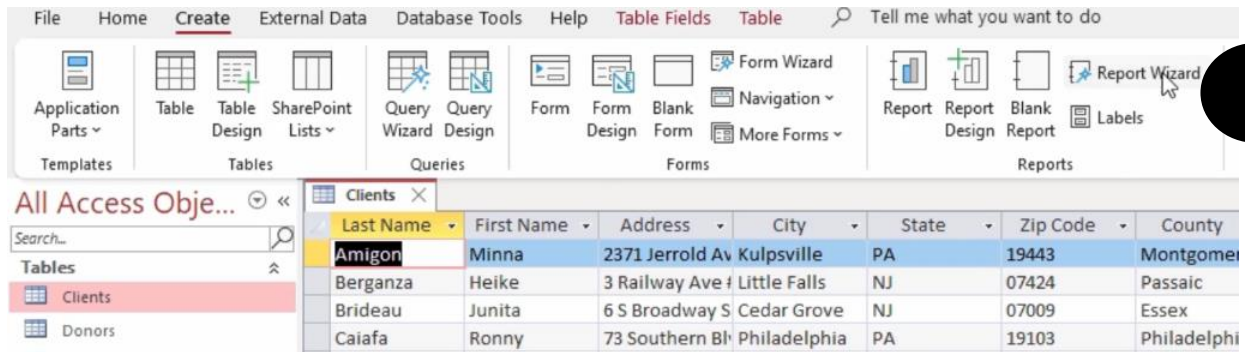 File Home Create External Data Database Tools Help Table Fields Table Tell me what you want to do
Application Parts
Table
Table Design
SharePoint Lists
Query Wizard
Query Design
Form
Form Design
Blank Form
Form Wizard
Navigation
More Forms
Report
Report Design
Blank Report
Report Wizard
Labels
Templates Tables Queries Forms Reports
All Access Obje...
Search...
Tables
Clients
Donors
Clients
Last Name First Name Address City State Zip Code County
Amigon Minna 2371 Jerrold Av Kulpsville PA 19443 Montgomer
Berganza Heike 3 Railway Ave Little Falls NJ 07424 Passaic
Brideau Junita 6 S Broadway S Cedar Grove NJ 07009 Essex
Caiafa Ronny 73 Southern Bl Philadelphia PA 19103 Philadelphi